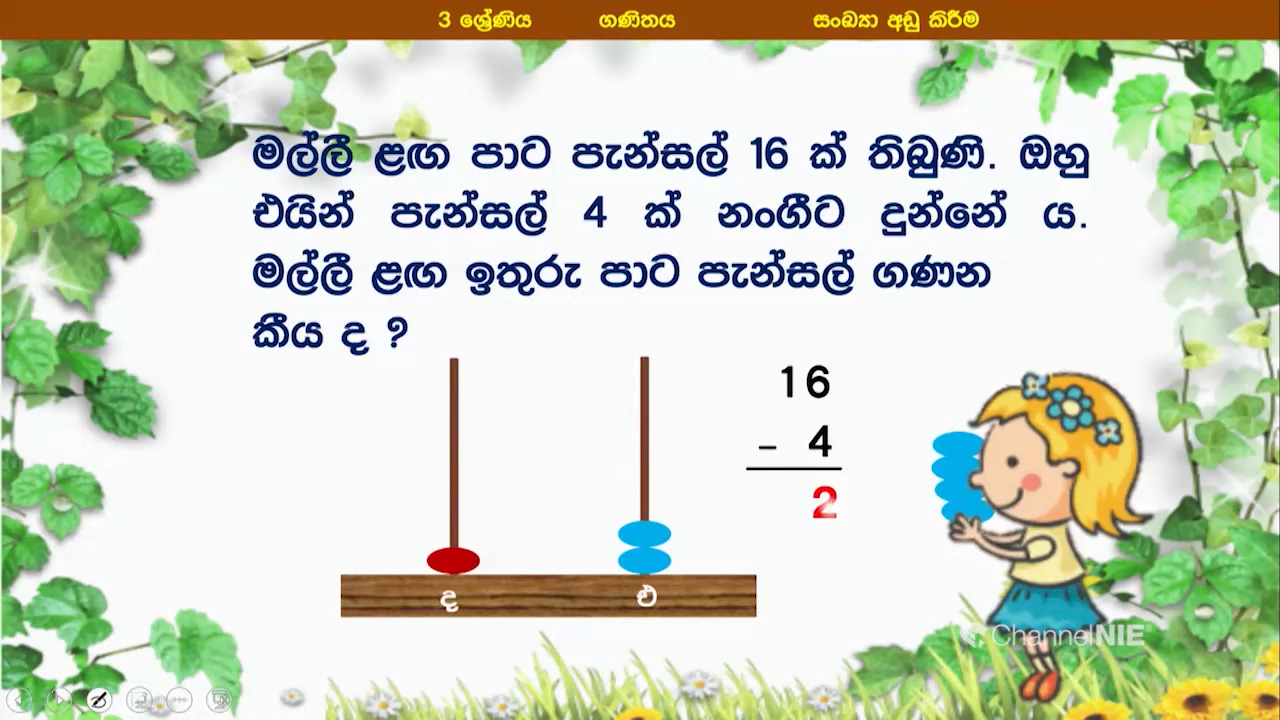 3 ශ්‍රේණිය ගණිතය සංඛ්‍යා අඩු කිරීම
මල්ලී ළඟ පාට පැන්සල් 16 ක් තිබුණි. ඔහු
එයින් පැන්සල් 4 ක් නංගීට දුන්නේ ය.
මල්ලී ළඟ ඉතුරු පාට පැන්සල් ගණන
කීය ද ?
16
- 4
2
ද එ
ChannelNIE